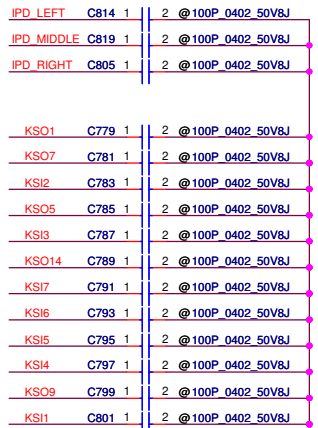 IPD_LEFT C814 1 2 @100P_0402_50V8J
IPD_MIDDLE C819 1 2 @100P_0402_50V8J
IPD_RIGHT C805 1 2 @100P_0402_50V8J
KSO1 C779 1 2 @100P_0402_50V8J
KSO7 C781 1 2 @100P_0402_50V8J
KSI2 C783 1 2 @100P_0402_50V8J
KSO5 C785 1 2 @100P_0402_50V8J
KSI3 C787 1 2 @100P_0402_50V8J
KSO14 C789 1 2 @100P_0402_50V8J
KSI7 C791 1 2 @100P_0402_50V8J
KSI6 C793 1 2 @100P_0402_50V8J
KSI5 C795 1 2 @100P_0402_50V8J
KSI4 C797 1 2 @100P_0402_50V8J
KSO9 C799 1 2 @100P_0402_50V8J
KSI1 C801 1 2 @100P_0402_50V8J